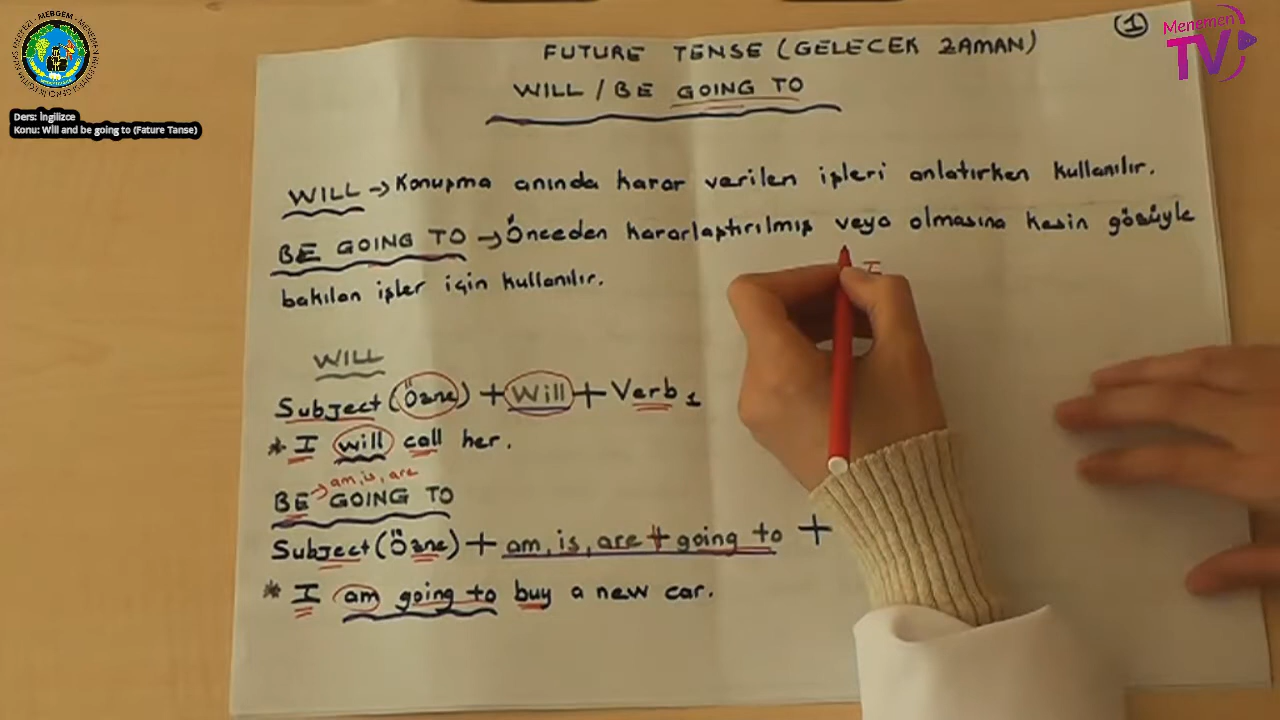 MEBGEM - MENEMEN
Menemen
TV
Ders: İngilizce
Konu: Will and be going to (Fature Tanse)
1
FUTURE TENSE (GELECEK ZAMAN)
WILL / BE GOING TO
WILL → Konuşma anında karar verilen işleri anlatırken kullanılır.
BE GOING TO → Önceden kararlaştırılmış veya olmasına kesin gözüyle
bakılan işler için kullanılır.
I
WILL
Subject (Özne) + Will + Verb 1
* I will call her.
→ am, is, are
BE GOING TO
Subject (Özne) + am, is, are + going to +
* I am going to buy a new car.